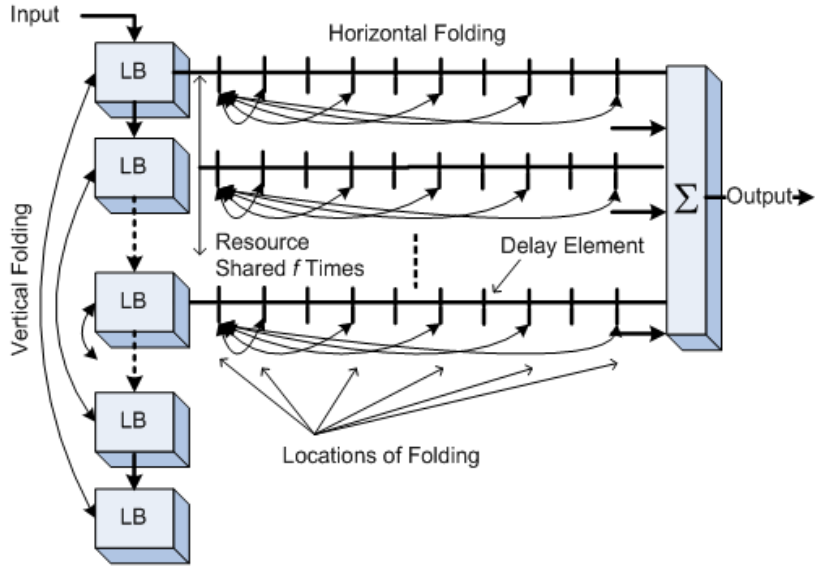 Input
Horizontal Folding
LB
LB
Σ
Output
Vertical Folding
Resource
Shared f Times
Delay Element
LB
Locations of Folding
LB
LB